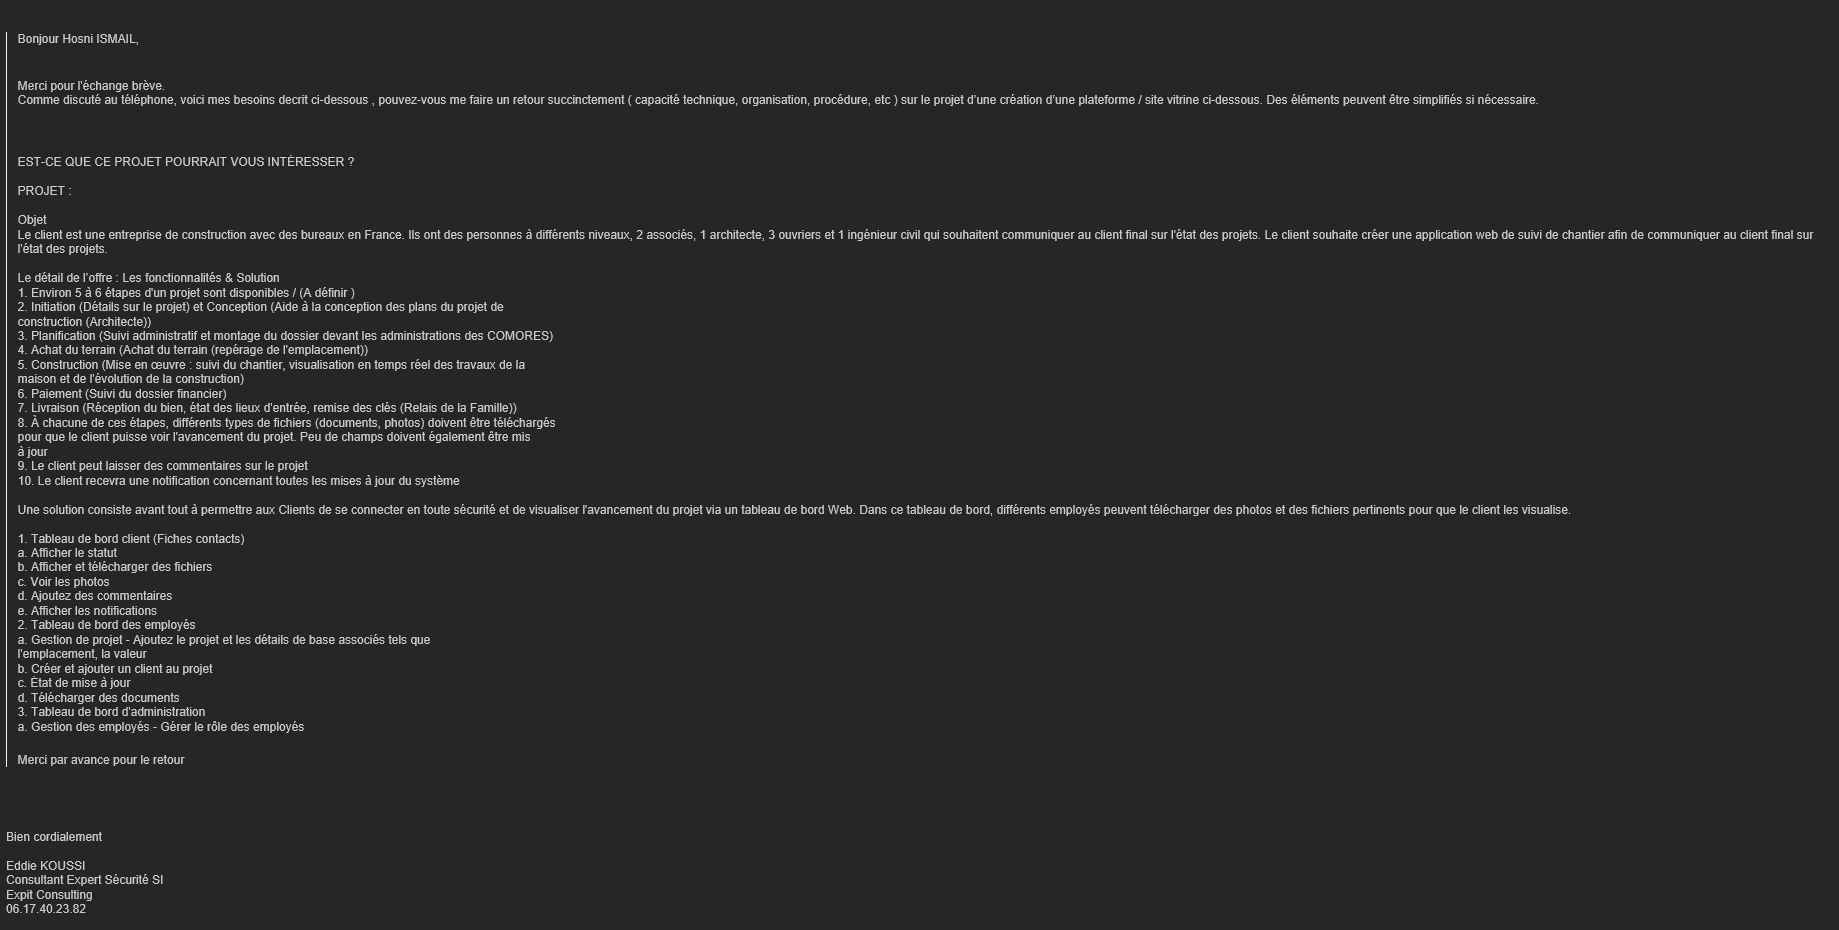 Bonjour Hosni ISMAIL,
Merci pour l'échange brève.
Comme discuté au téléphone, voici mes besoins decrit ci-dessous , pouvez-vous me faire un retour succinctement ( capacité technique, organisation, procédure, etc ) sur le projet d'une création d'une plateforme / site vitrine ci-dessous. Des éléments peuvent être simplifiés si nécessaire.
EST-CE QUE CE PROJET POURRAIT VOUS INTÉRESSER ?
PROJET :
Objet
Le client est une entreprise de construction avec des bureaux en France. Ils ont des personnes à différents niveaux, 2 associés, 1 architecte, 3 ouvriers et 1 ingénieur civil qui souhaitent communiquer au client final sur l'état des projets. Le client souhaite créer une application web de suivi de chantier afin de communiquer au client final sur
l'état des projets.
Le détail de l'offre : Les fonctionnalités & Solution
1. Environ 5 à 6 étapes d'un projet sont disponibles / (A définir )
2. Initiation (Détails sur le projet) et Conception (Aide à la conception des plans du projet de
construction (Architecte))
3. Planification (Suivi administratif et montage du dossier devant les administrations des COMORES)
4. Achat du terrain (Achat du terrain (repérage de l'emplacement))
5. Construction (Mise en œuvre : suivi du chantier, visualisation en temps réel des travaux de la
maison et de l'évolution de la construction)
6. Paiement (Suivi du dossier financier)
7. Livraison (Réception du bien, état des lieux d'entrée, remise des clés (Relais de la Famille))
8. À chacune de ces étapes, différents types de fichiers (documents, photos) doivent être téléchargés
pour que le client puisse voir l'avancement du projet. Peu de champs doivent également être mis
à jour
9. Le client peut laisser des commentaires sur le projet
10. Le client recevra une notification concernant toutes les mises à jour du système
Une solution consiste avant tout à permettre aux Clients de se connecter en toute sécurité et de visualiser l'avancement du projet via un tableau de bord Web. Dans ce tableau de bord, différents employés peuvent télécharger des photos et des fichiers pertinents pour que le client les visualise.
1. Tableau de bord client (Fiches contacts)
a. Afficher le statut
b. Afficher et télécharger des fichiers
c. Voir les photos
d. Ajoutez des commentaires
e. Afficher les notifications
2. Tableau de bord des employés
a. Gestion de projet - Ajoutez le projet et les détails de base associés tels que
l'emplacement, la valeur
b. Créer et ajouter un client au projet
c. État de mise à jour
d. Télécharger des documents
3. Tableau de bord d'administration
a. Gestion des employés - Gérer le rôle des employés
Merci par avance pour le retour
Bien cordialement
Eddie KOUSSI
Consultant Expert Sécurité SI
Expit Consulting
06.17.40.23.82